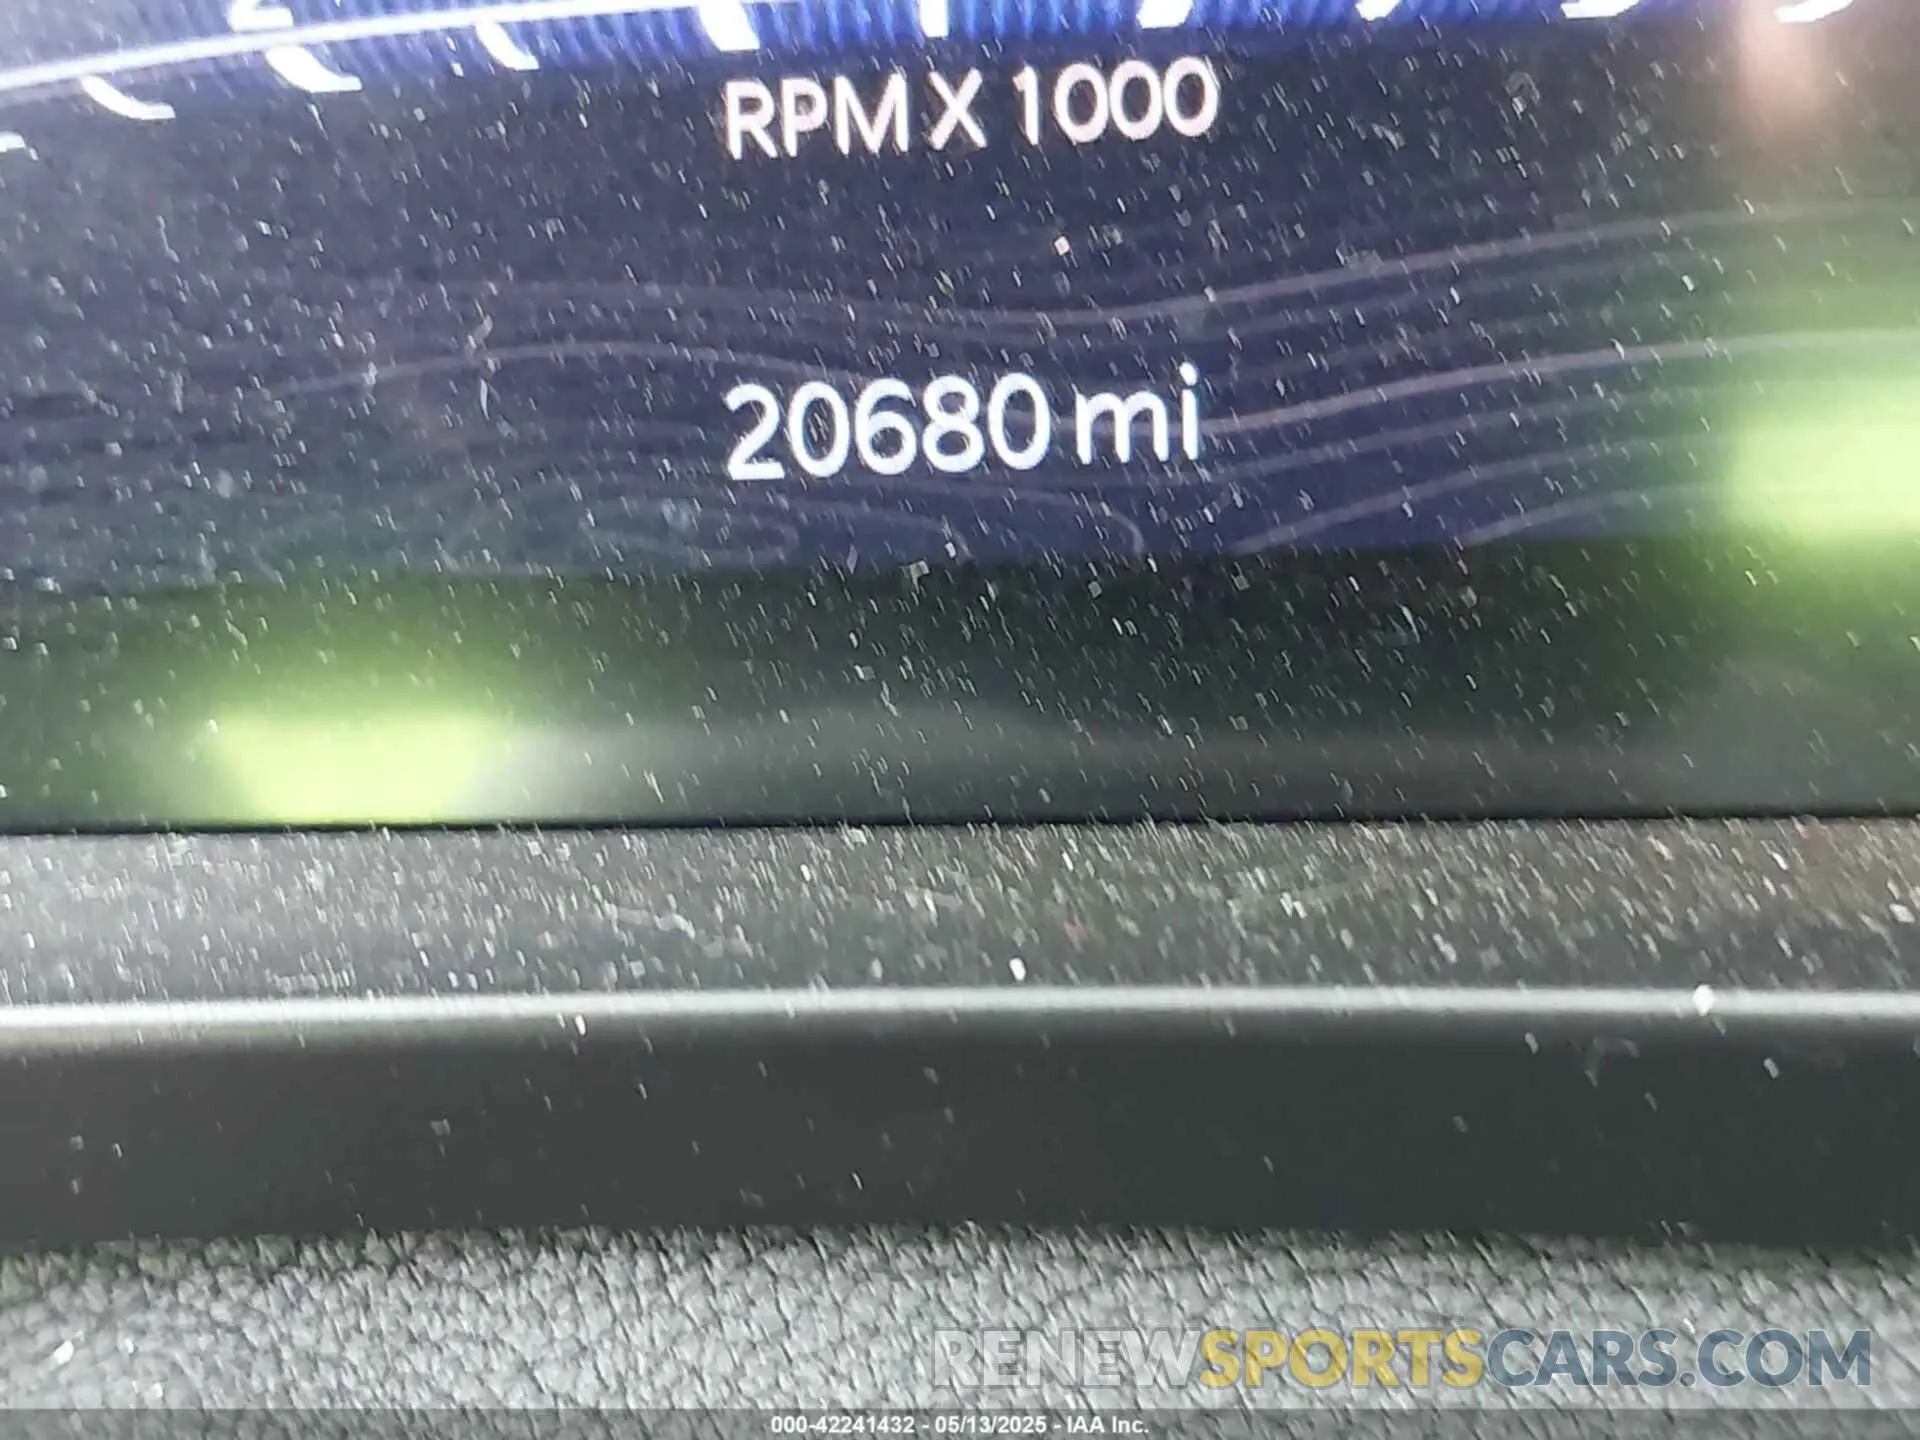 RPM X 1000
20680 mi
RENEWSPORTSCARS.COM
000-42241432 - 05/13/2025 - IAA Inc.